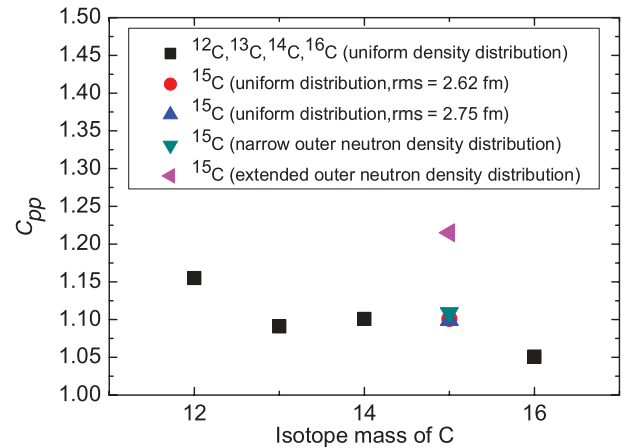 1.50
1.45
1.40
1.35
1.30
1.25
1.20
1.15
1.10
1.05
1.00
Cpp
¹²C,¹³C,¹⁴C,¹⁶C (uniform density distribution)
¹⁵C (uniform distribution,rms = 2.62 fm)
¹⁵C (uniform distribution,rms = 2.75 fm)
¹⁵C (narrow outer neutron density distribution)
¹⁵C (extended outer neutron density distribution)
12 14 16
Isotope mass of C